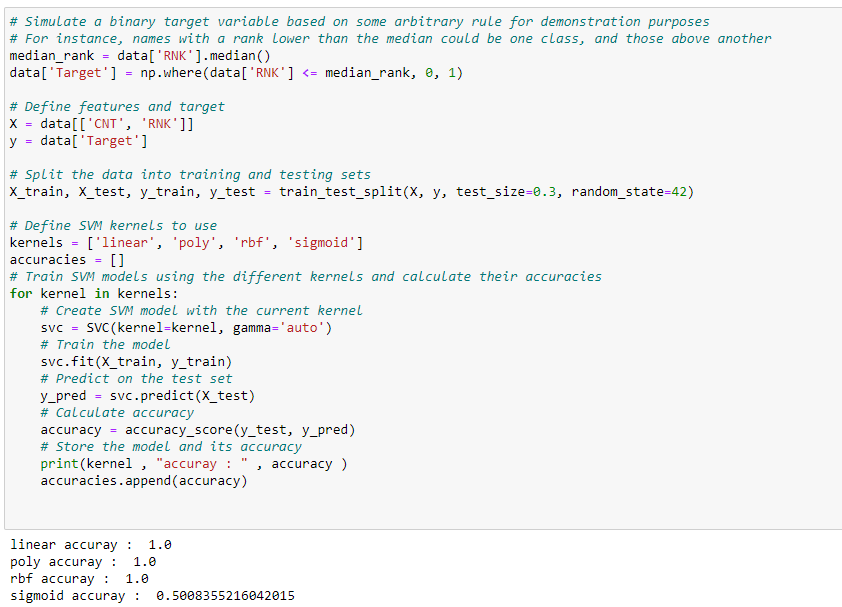 # Simulate a binary target variable based on some arbitrary rule for demonstration purposes
# For instance, names with a rank lower than the median could be one class, and those above another
median_rank = data['RNK'].median()
data['Target'] = np.where(data['RNK'] <= median_rank, 0, 1)

# Define features and target
X = data[['CNT', 'RNK']]
y = data['Target']

# Split the data into training and testing sets
X_train, X_test, y_train, y_test = train_test_split(X, y, test_size=0.3, random_state=42)

# Define SVM kernels to use
kernels = ['linear', 'poly', 'rbf', 'sigmoid']
accuracies = []
# Train SVM models using the different kernels and calculate their accuracies
for kernel in kernels:
    # Create SVM model with the current kernel
    svc = SVC(kernel=kernel, gamma='auto')
    # Train the model
    svc.fit(X_train, y_train)
    # Predict on the test set
    y_pred = svc.predict(X_test)
    # Calculate accuracy
    accuracy = accuracy_score(y_test, y_pred)
    # Store the model and its accuracy
    print(kernel , "accuray : " , accuracy )
    accuracies.append(accuracy)

linear accuray :  1.0
poly accuray :  1.0
rbf accuray :  1.0
sigmoid accuray :  0.5008355216042015